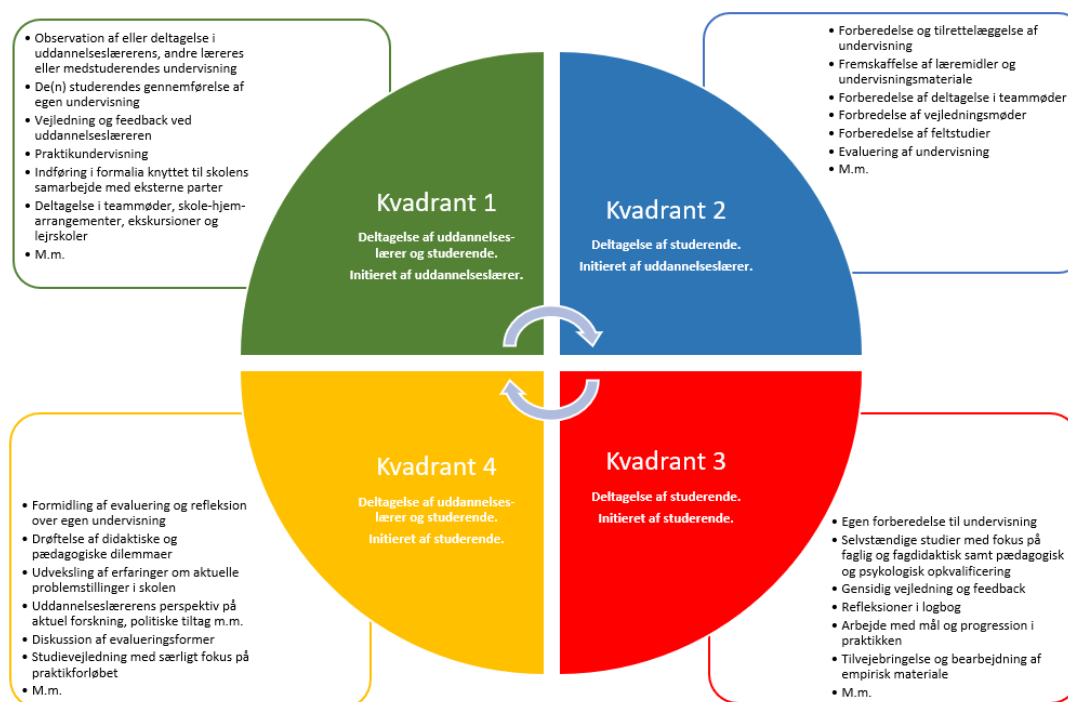 • Observation af eller deltagelse i
uddannelseslærerens, andre læreres
eller medstuderendes undervisning
• De(n) studerendes gennemførelse af
egen undervisning
• Vejledning og feedback ved
uddannelseslæreren
• Praktikundervisning
• Indføring i formalia knyttet til skolens
samarbejde med eksterne parter
• Deltagelse i teammøder, skole-hjem-
arrangementer, ekskursioner og
lejrskoler
• M.m.
Kvadrant 1
Deltagelse af uddannelses-
lærer og studerende.
Initieret af uddannelseslærer.
• Forberedelse og tilrettelæggelse af
undervisning
• Fremskaffelse af læremidler og
undervisningsmateriale
• Forberedelse af deltagelse i teammøder
• Forbredelse af vejledningsmøder
• Forberedelse af feltstudier
• Evaluering af undervisning
• M.m.
Kvadrant 2
Deltagelse af studerende.
Initieret af uddannelseslærer.
Kvadrant 4
Deltagelse af uddannelses-
lærer og studerende.
Initieret af studerende.
• Formidling af evaluering og refleksion
over egen undervisning
• Drøftelse af didaktiske og
pædagogiske dilemmaer
• Udveksling af erfaringer om aktuelle
problemstillinger i skolen
• Uddannelseslærerens perspektiv på
aktuel forskning, politiske tiltag m.m.
• Diskussion af evalueringsformer
• Studievejledning med særligt fokus på
praktikforløbet
• M.m.
Kvadrant 3
Deltagelse af studerende.
Initieret af studerende.
• Egen forberedelse til undervisning
• Selvstændige studier med fokus på
faglig og fagdidaktisk samt pædagogisk
og psykologisk opkvalificering
• Gensidig vejledning og feedback
• Refleksioner i logbog
• Arbejde med mål og progression i
praktikken
• Tilvejebringelse og bearbejdning af
empirisk materiale
• M.m.